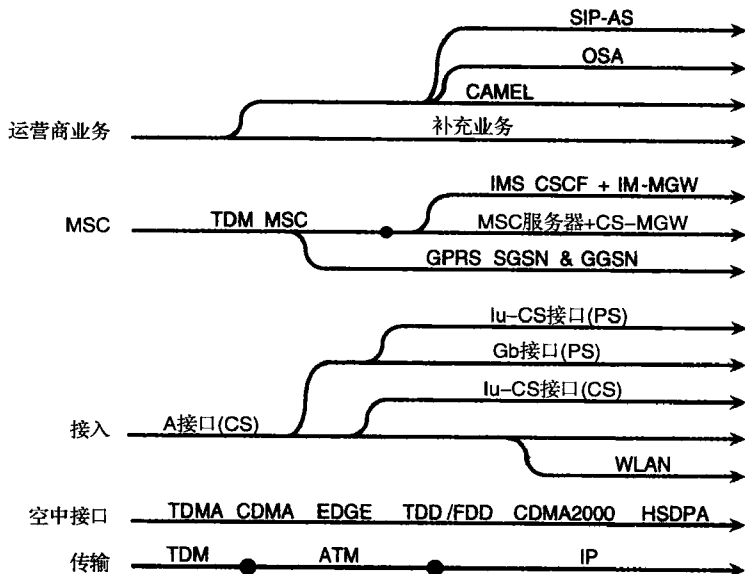 SIP-AS
OSA
CAMEL
运营商业务 补充业务
IMS CSCF + IM-MGW
MSC TDM MSC MSC服务器+CS-MGW
GPRS SGSN & GGSN
Iu-CS接口(PS)
Gb接口(PS)
Iu-CS接口(CS)
接入 A接口(CS)
WLAN
空中接口 TDMA CDMA EDGE TDD/FDD CDMA2000 HSDPA
传输 TDM ATM IP